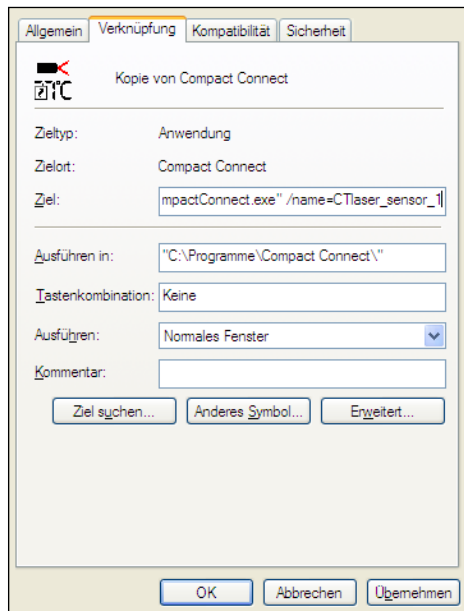 Allgemein Verknüpfung Kompatibilität Sicherheit
Kopie von Compact Connect
Zieltyp: Anwendung
Zielort: Compact Connect
Ziel: mpactConnect.exe" /name=CTlaser_sensor_1
Ausführen in: "C:\Programme\Compact Connect\"
Tastenkombination: Keine
Ausführen: Normales Fenster
Kommentar:
Ziel suchen... Anderes Symbol... Erweitert...
OK Abbrechen Übernehmen